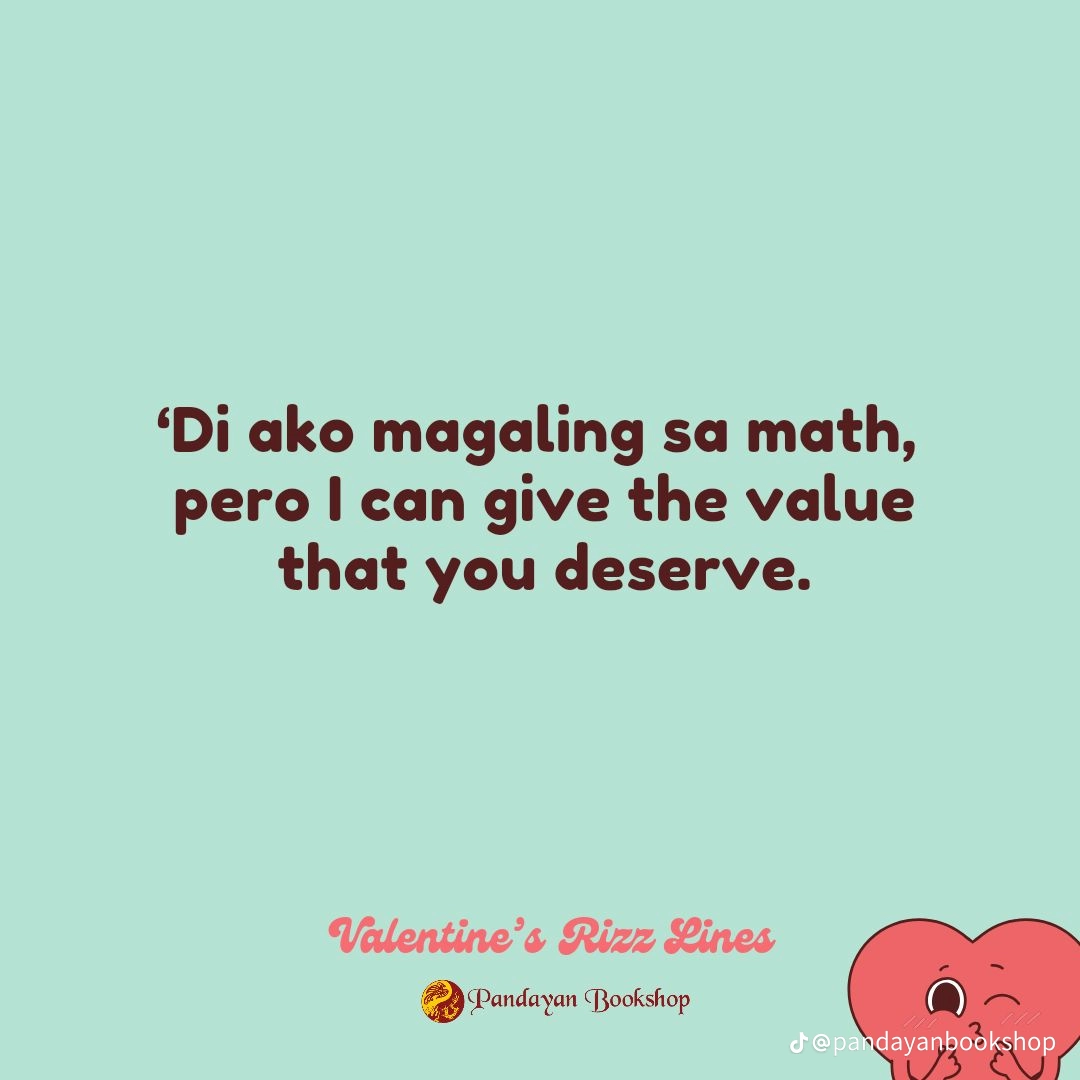 ‘Di ako magaling sa math,
pero I can give the value
that you deserve.
Valentine's Rizz Lines
Pandayan Bookshop
@pandayanbookshop